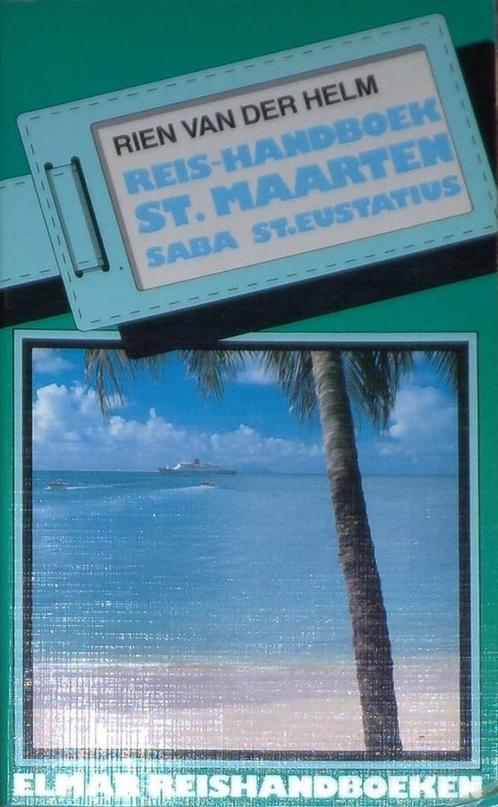 RIEN VAN DER HELM
REIS-HANDBOEK
ST. MAARTEN
SABA ST.EUSTATIUS
ELMAR REISHANDBOEKEN